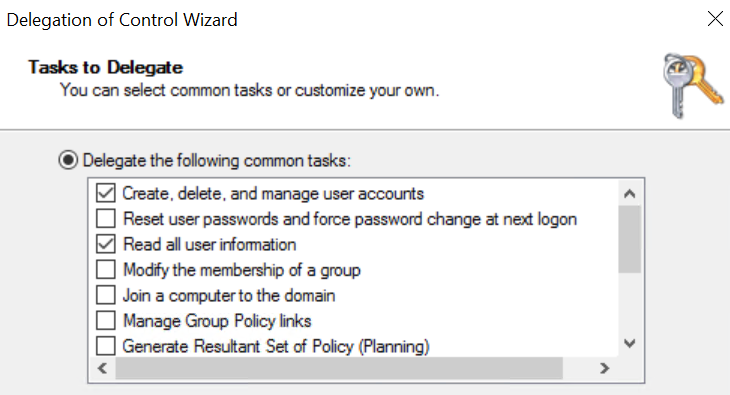 Delegation of Control Wizard
Tasks to Delegate
You can select common tasks or customize your own.
Delegate the following common tasks:
Create, delete, and manage user accounts
Reset user passwords and force password change at next logon
Read all user information
Modify the membership of a group
Join a computer to the domain
Manage Group Policy links
Generate Resultant Set of Policy (Planning)